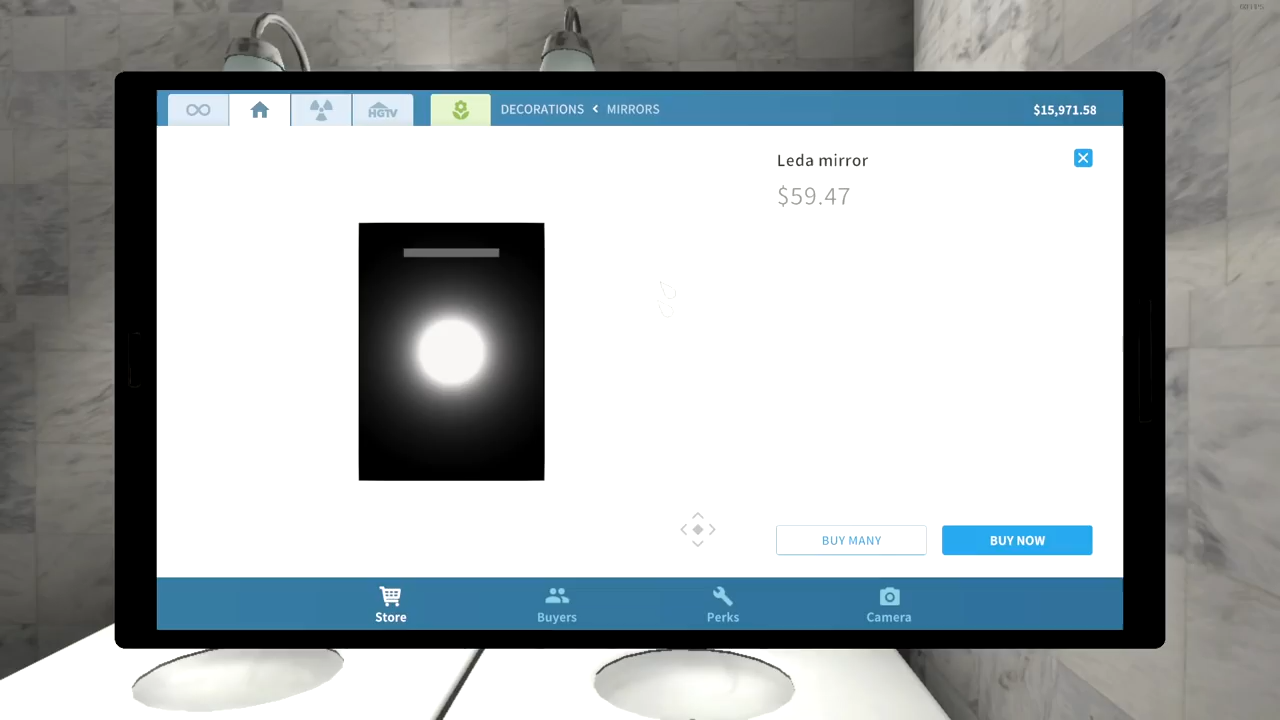 HGTV
DECORATIONS < MIRRORS
$15,971.58
Leda mirror
$59.47
BUY MANY
BUY NOW
Store
Buyers
Perks
Camera